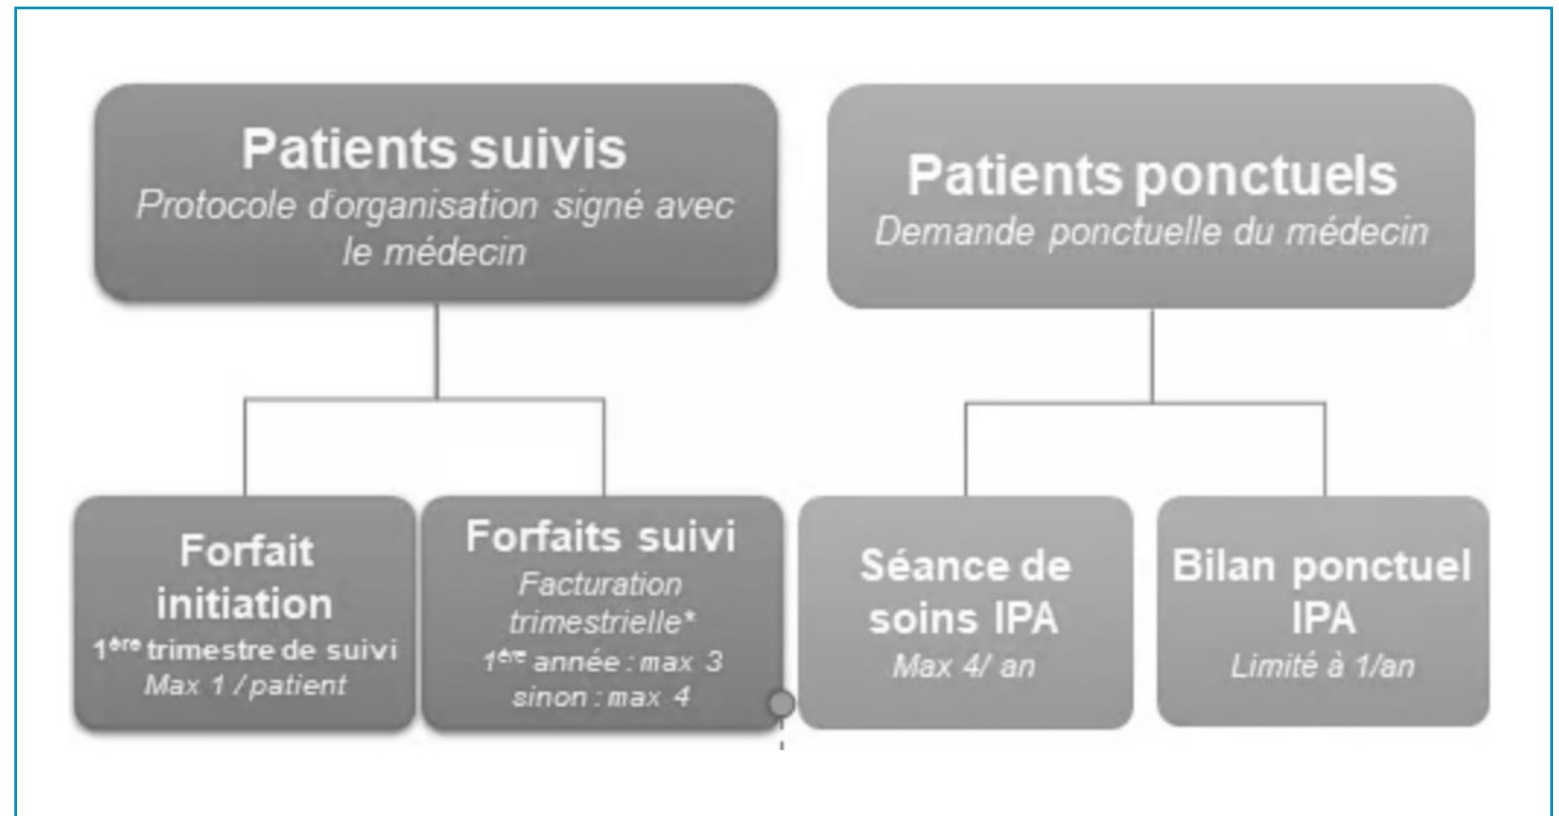 Patients suivis
Protocole d'organisation signé avec
le médecin
Patients ponctuels
Demande ponctuelle du médecin
Forfait
initiation
1ère trimestre de suivi
Max 1 / patient
Forfaits suivi
Facturation
trimestrielle*
1ère année : max 3
sinon : max 4
Séance de
soins IPA
Max 4/ an
Bilan ponctuel
IPA
Limité à 1/an